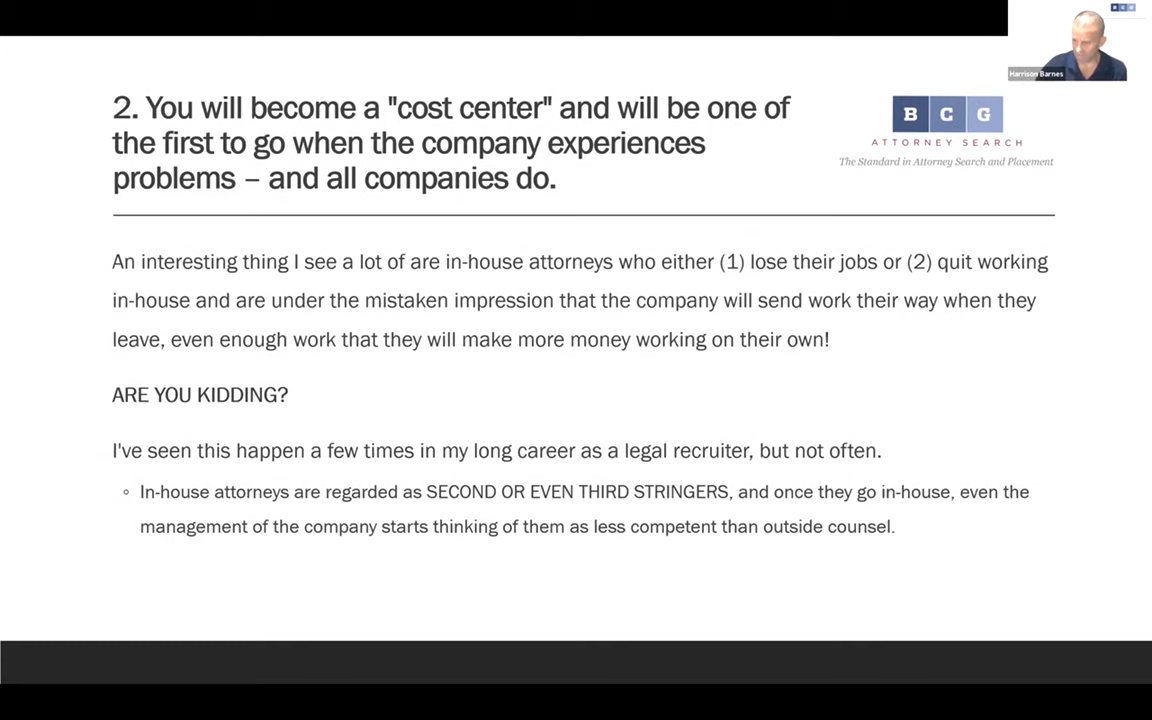 2. You will become a "cost center" and will be one of
the first to go when the company experiences
problems – and all companies do.
B C G
ATTORNEY SEARCH
The Standard in Attorney Search and Placement
B C G
Harrison Barnes
An interesting thing I see a lot of are in-house attorneys who either (1) lose their jobs or (2) quit working
in-house and are under the mistaken impression that the company will send work their way when they
leave, even enough work that they will make more money working on their own!
ARE YOU KIDDING?
I've seen this happen a few times in my long career as a legal recruiter, but not often.
◦ In-house attorneys are regarded as SECOND OR EVEN THIRD STRINGERS, and once they go in-house, even the
management of the company starts thinking of them as less competent than outside counsel.